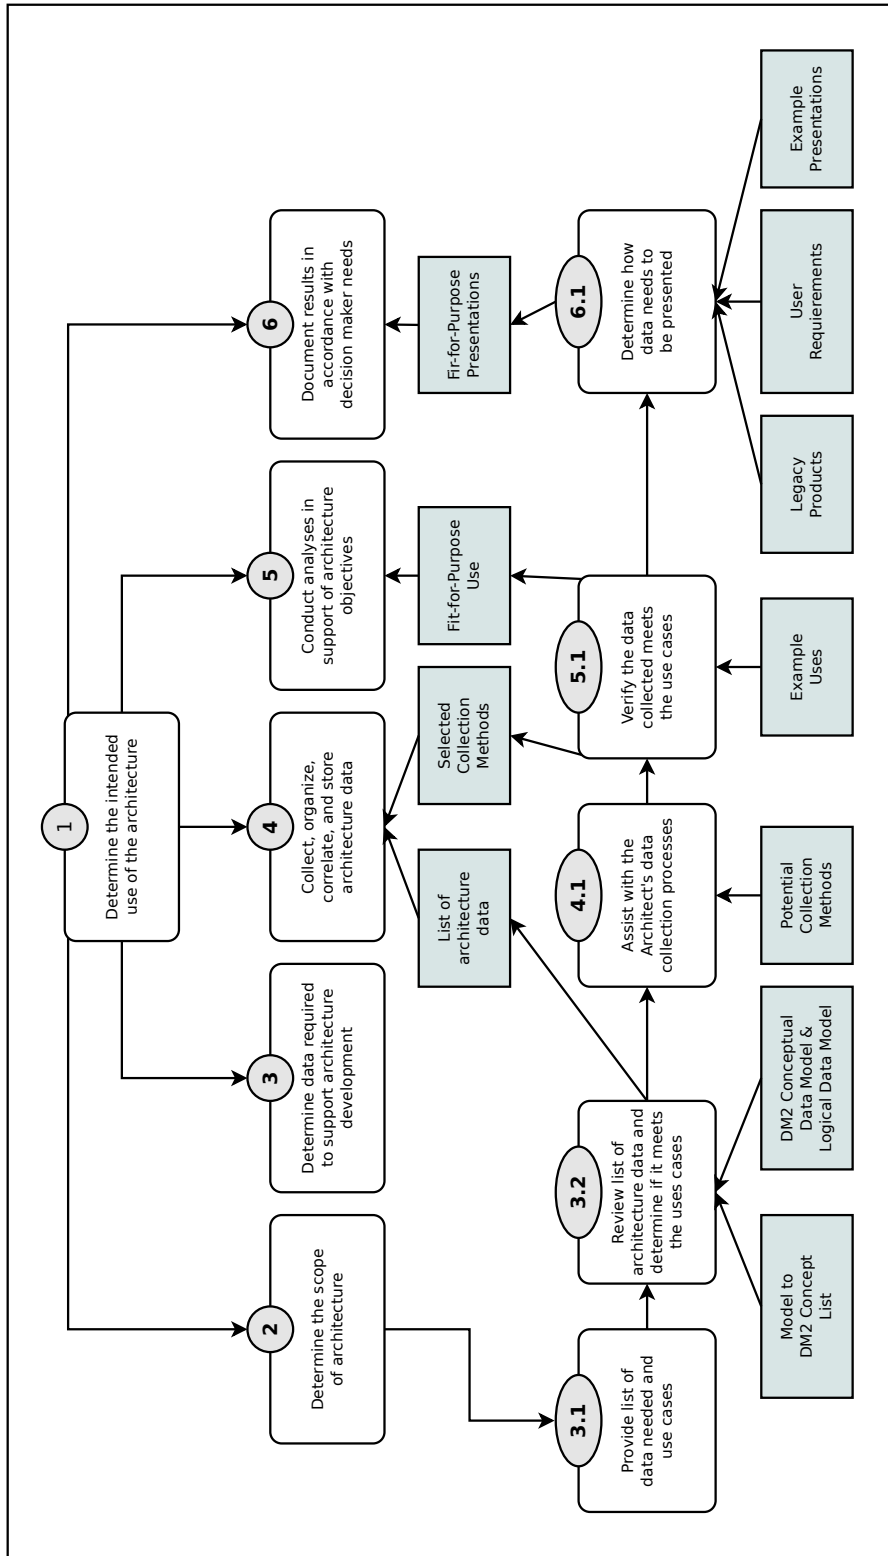 1
Determine the intended
use of the architecture
2
Determine the scope
of architecture
3
Determine data required
to support architecture
development
4
Collect, organize,
correlate, and store
architecture data
5
Conduct analyses in
support of architecture
objectives
6
Document results in
accordance with
decision maker needs
List of
architecture
data
Selected
Collection
Methods
Fit-for-Purpose
Use
Fir-for-Purpose
Presentations
3.1
Provide list of
data needed and
use cases
3.2
Review list of
architecture data and
determine if it meets
the uses cases
4.1
Assist with the
Architect's data
collection processes
5.1
Verify the data
collected meets
the use cases
6.1
Determine how
data needs to
be presented
Model to
DM2 Concept
List
DM2 Conceptual
Data Model &
Logical Data Model
Potential
Collection
Methods
Example
Uses
Legacy
Products
User
Requierements
Example
Presentations